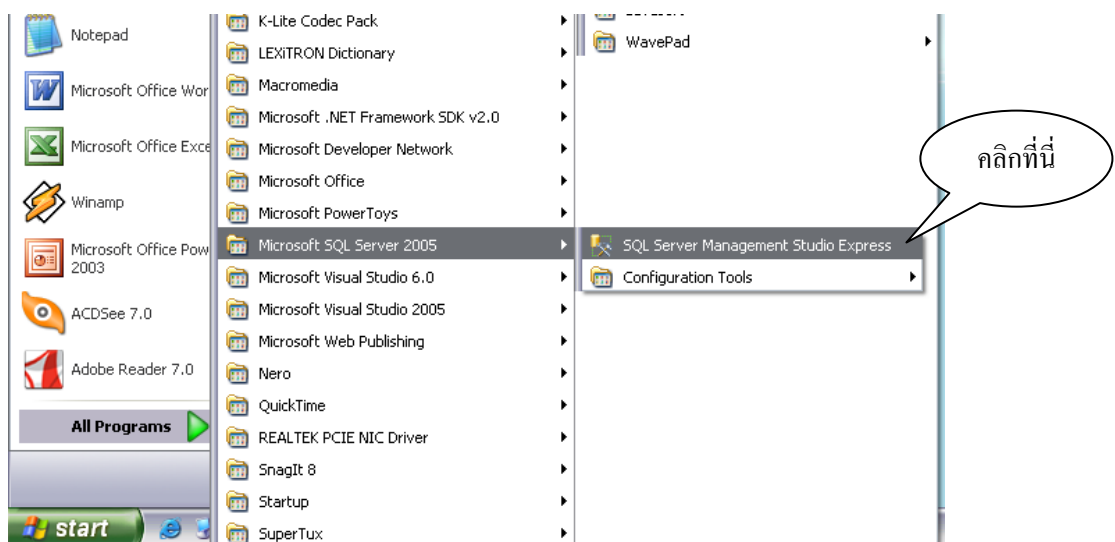 Notepad
Microsoft Office Wor
Microsoft Office Exce
Winamp
Microsoft Office Pow
2003
ACDSee 7.0
Adobe Reader 7.0
All Programs
start
K-Lite Codec Pack
LEXiTRON Dictionary
Macromedia
Microsoft .NET Framework SDK v2.0
Microsoft Developer Network
Microsoft Office
Microsoft PowerToys
Microsoft SQL Server 2005
Microsoft Visual Studio 6.0
Microsoft Visual Studio 2005
Microsoft Web Publishing
Nero
QuickTime
REALTEK PCIE NIC Driver
SnagIt 8
Startup
SuperTux
WavePad
SQL Server Management Studio Express
Configuration Tools
คลิกที่นี่